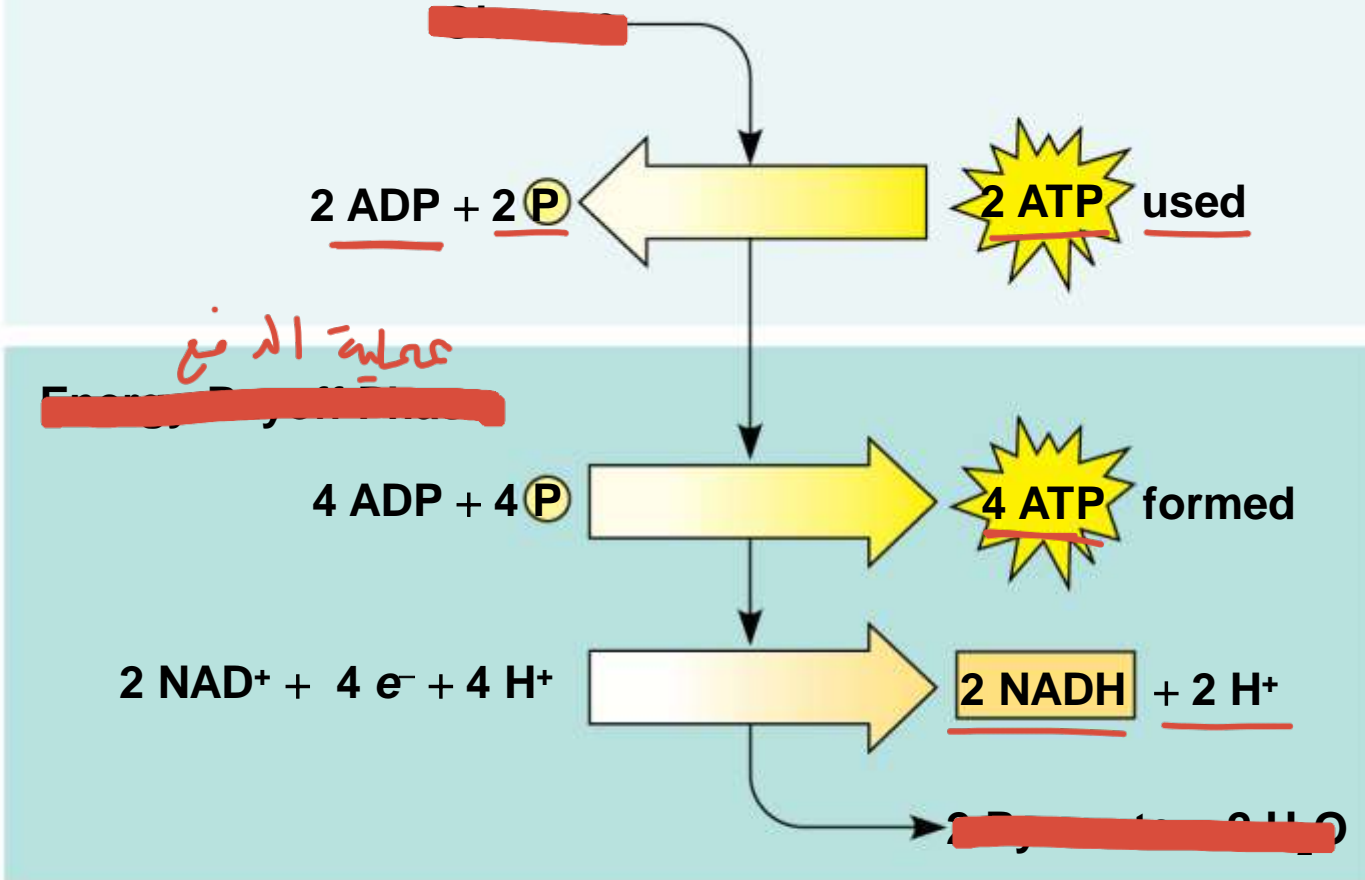 2 ADP + 2 P
2 ATP used
عملية الدفع
4 ADP + 4 P
4 ATP formed
2 NAD⁺ + 4 e⁻ + 4 H⁺
2 NADH + 2 H⁺